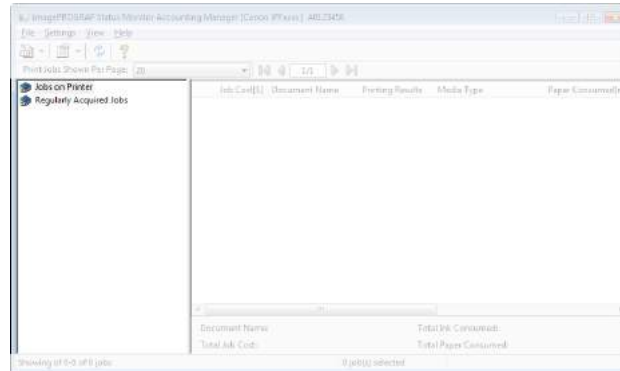 imagePROGRAF Status Monitor Accounting Manager [Canon iPFxxxx] A0123456
File Settings View Help
Print Jobs Shown Per Page: 20 1/1
Jobs on Printer
Regularly Acquired Jobs
Job Cost[$] Document Name Printing Results Media Type Paper Consumed[
Document Name: Total Ink Consumed:
Total Job Cost: Total Paper Consumed:
Showing of 0-0 of 0 jobs 0 job(s) selected